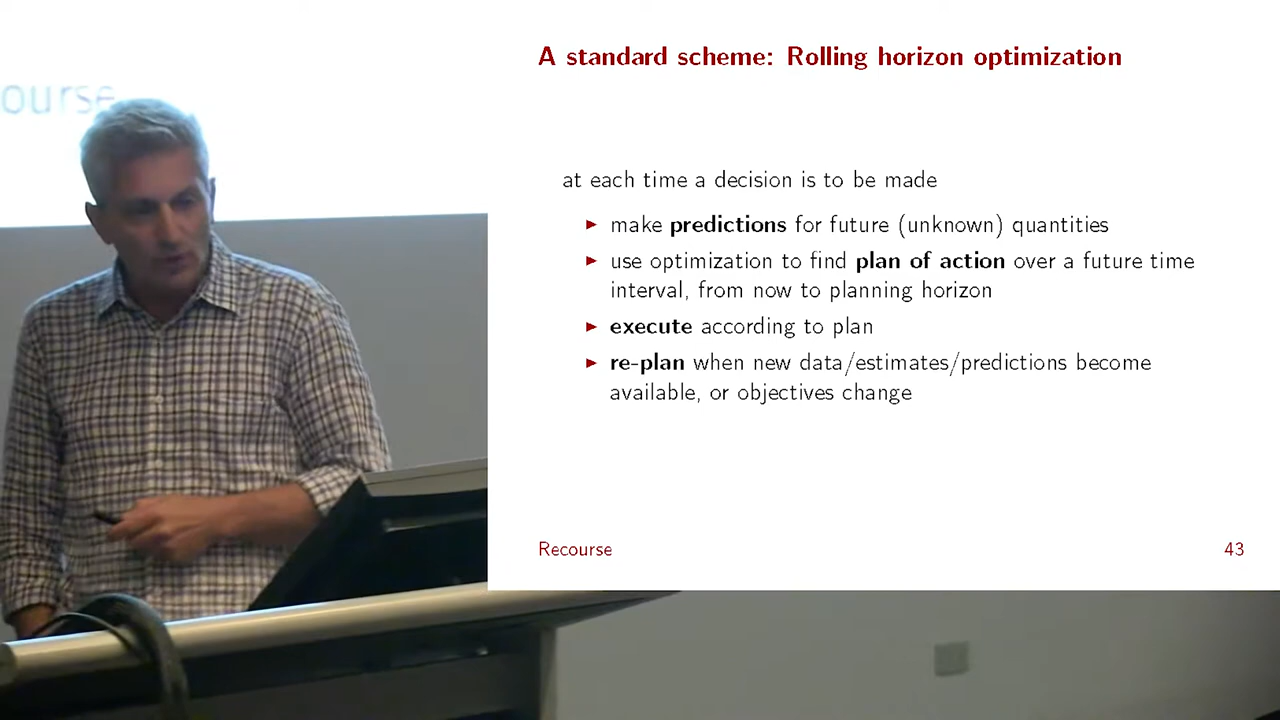 ourse
A standard scheme: Rolling horizon optimization
at each time a decision is to be made
▶ make predictions for future (unknown) quantities
▶ use optimization to find plan of action over a future time
interval, from now to planning horizon
▶ execute according to plan
▶ re-plan when new data/estimates/predictions become
available, or objectives change
Recourse 43